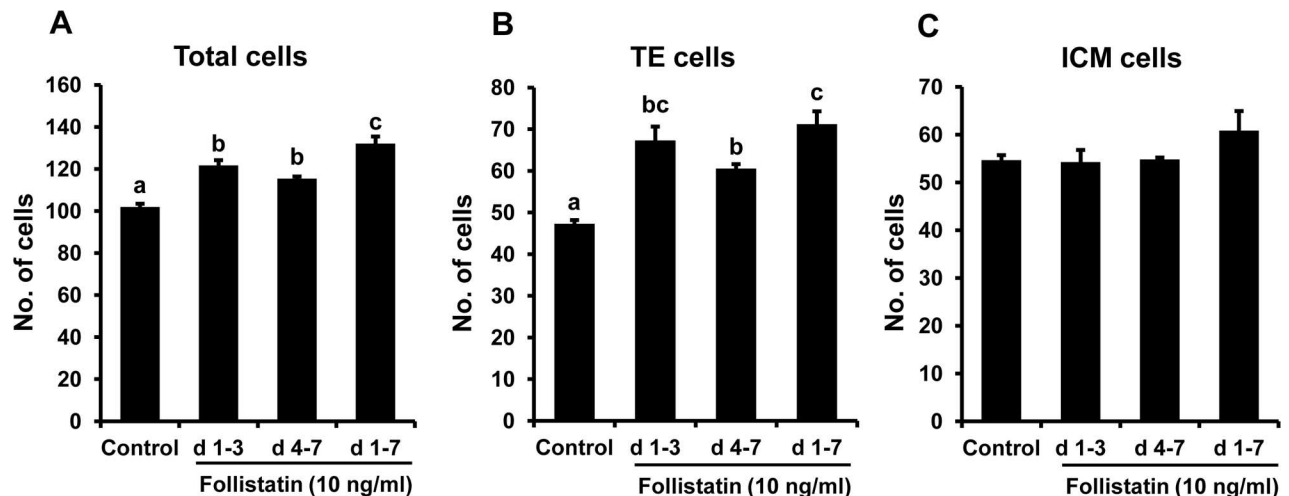 A
Total cells
No. of cells
160
140
120
100
80
60
40
20
0
a
b
b
c
Control
d 1-3
d 4-7
d 1-7
Follistatin (10 ng/ml)
B
TE cells
No. of cells
80
70
60
50
40
30
20
10
0
a
bc
b
c
Control
d 1-3
d 4-7
d 1-7
Follistatin (10 ng/ml)
C
ICM cells
No. of cells
70
60
50
40
30
20
10
0
Control
d 1-3
d 4-7
d 1-7
Follistatin (10 ng/ml)